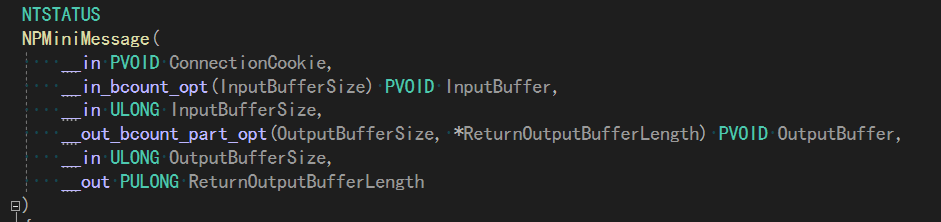 NTSTATUS
NPMiniMessage(
__in PVOID ConnectionCookie,
__in_bcount_opt(InputBufferSize) PVOID InputBuffer,
__in ULONG InputBufferSize,
__out_bcount_part_opt(OutputBufferSize, *ReturnOutputBufferLength) PVOID OutputBuffer,
__in ULONG OutputBufferSize,
__out PULONG ReturnOutputBufferLength
)